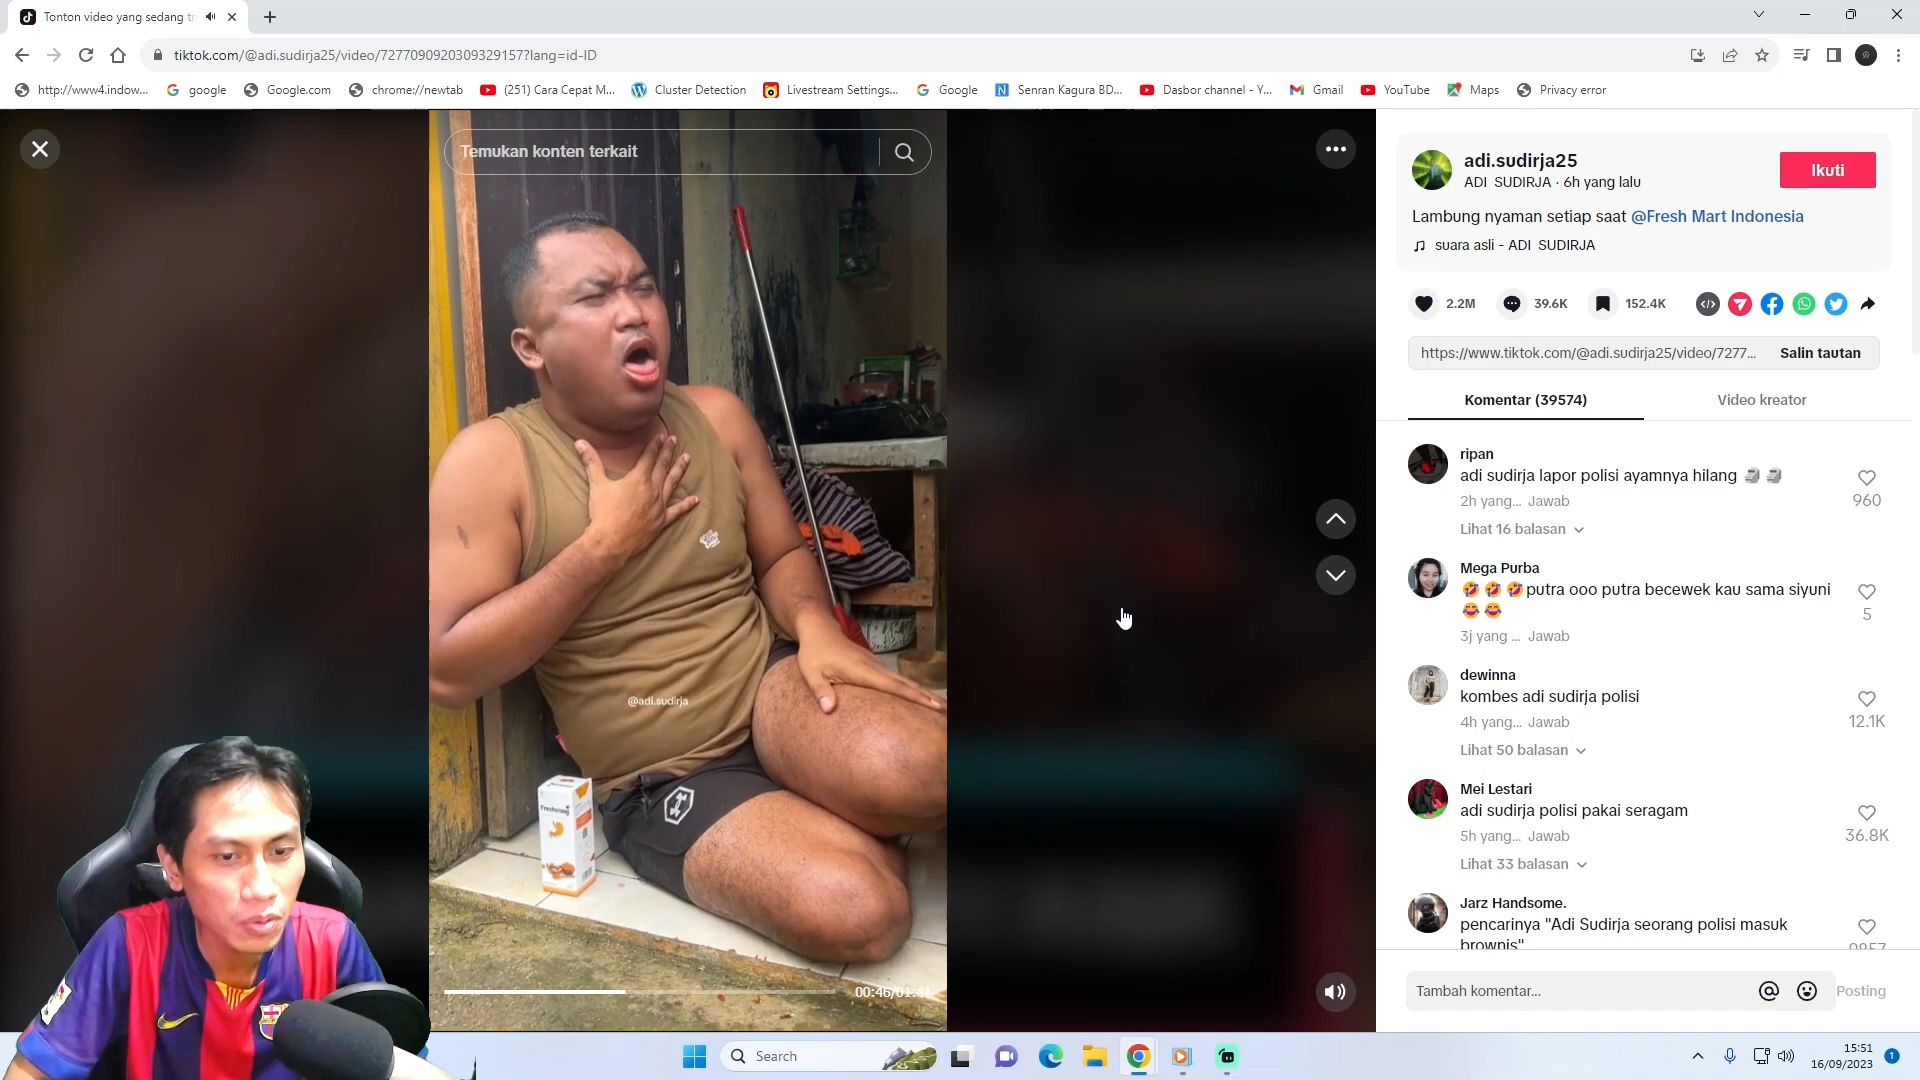 Tonton video yang sedang tr
tiktok.com/@adi.sudirja25/video/7277090920309329157?lang=id-ID
http://www4.indow...
google
Google.com
chrome://newtab
(251) Cara Cepat M...
Cluster Detection
Livestream Settings...
Google
Senran Kagura BD...
Dasbor channel - Y...
Gmail
YouTube
Maps
Privacy error
Temukan konten terkait
@adi.sudirja
Freshmag
00:46/01:41
adi.sudirja25
ADI SUDIRJA · 6h yang lalu
Ikuti
Lambung nyaman setiap saat @Fresh Mart Indonesia
suara asli - ADI SUDIRJA
2.2M
39.6K
152.4K
https://www.tiktok.com/@adi.sudirja25/video/7277...
Salin tautan
Komentar (39574)
Video kreator
ripan
adi sudirja lapor polisi ayamnya hilang 🗿🗿
2h yang... Jawab
960
Lihat 16 balasan
Mega Purba
🤣🤣🤣putra ooo putra becewek kau sama siyuni
😂😂
5
3j yang ... Jawab
dewinna
kombes adi sudirja polisi
4h yang... Jawab
12.1K
Lihat 50 balasan
Mei Lestari
adi sudirja polisi pakai seragam
5h yang... Jawab
36.8K
Lihat 33 balasan
Jarz Handsome.
pencarinya "Adi Sudirja seorang polisi masuk
brownis"
9857
Tambah komentar...
Posting
Search
15:51
16/09/2023
1